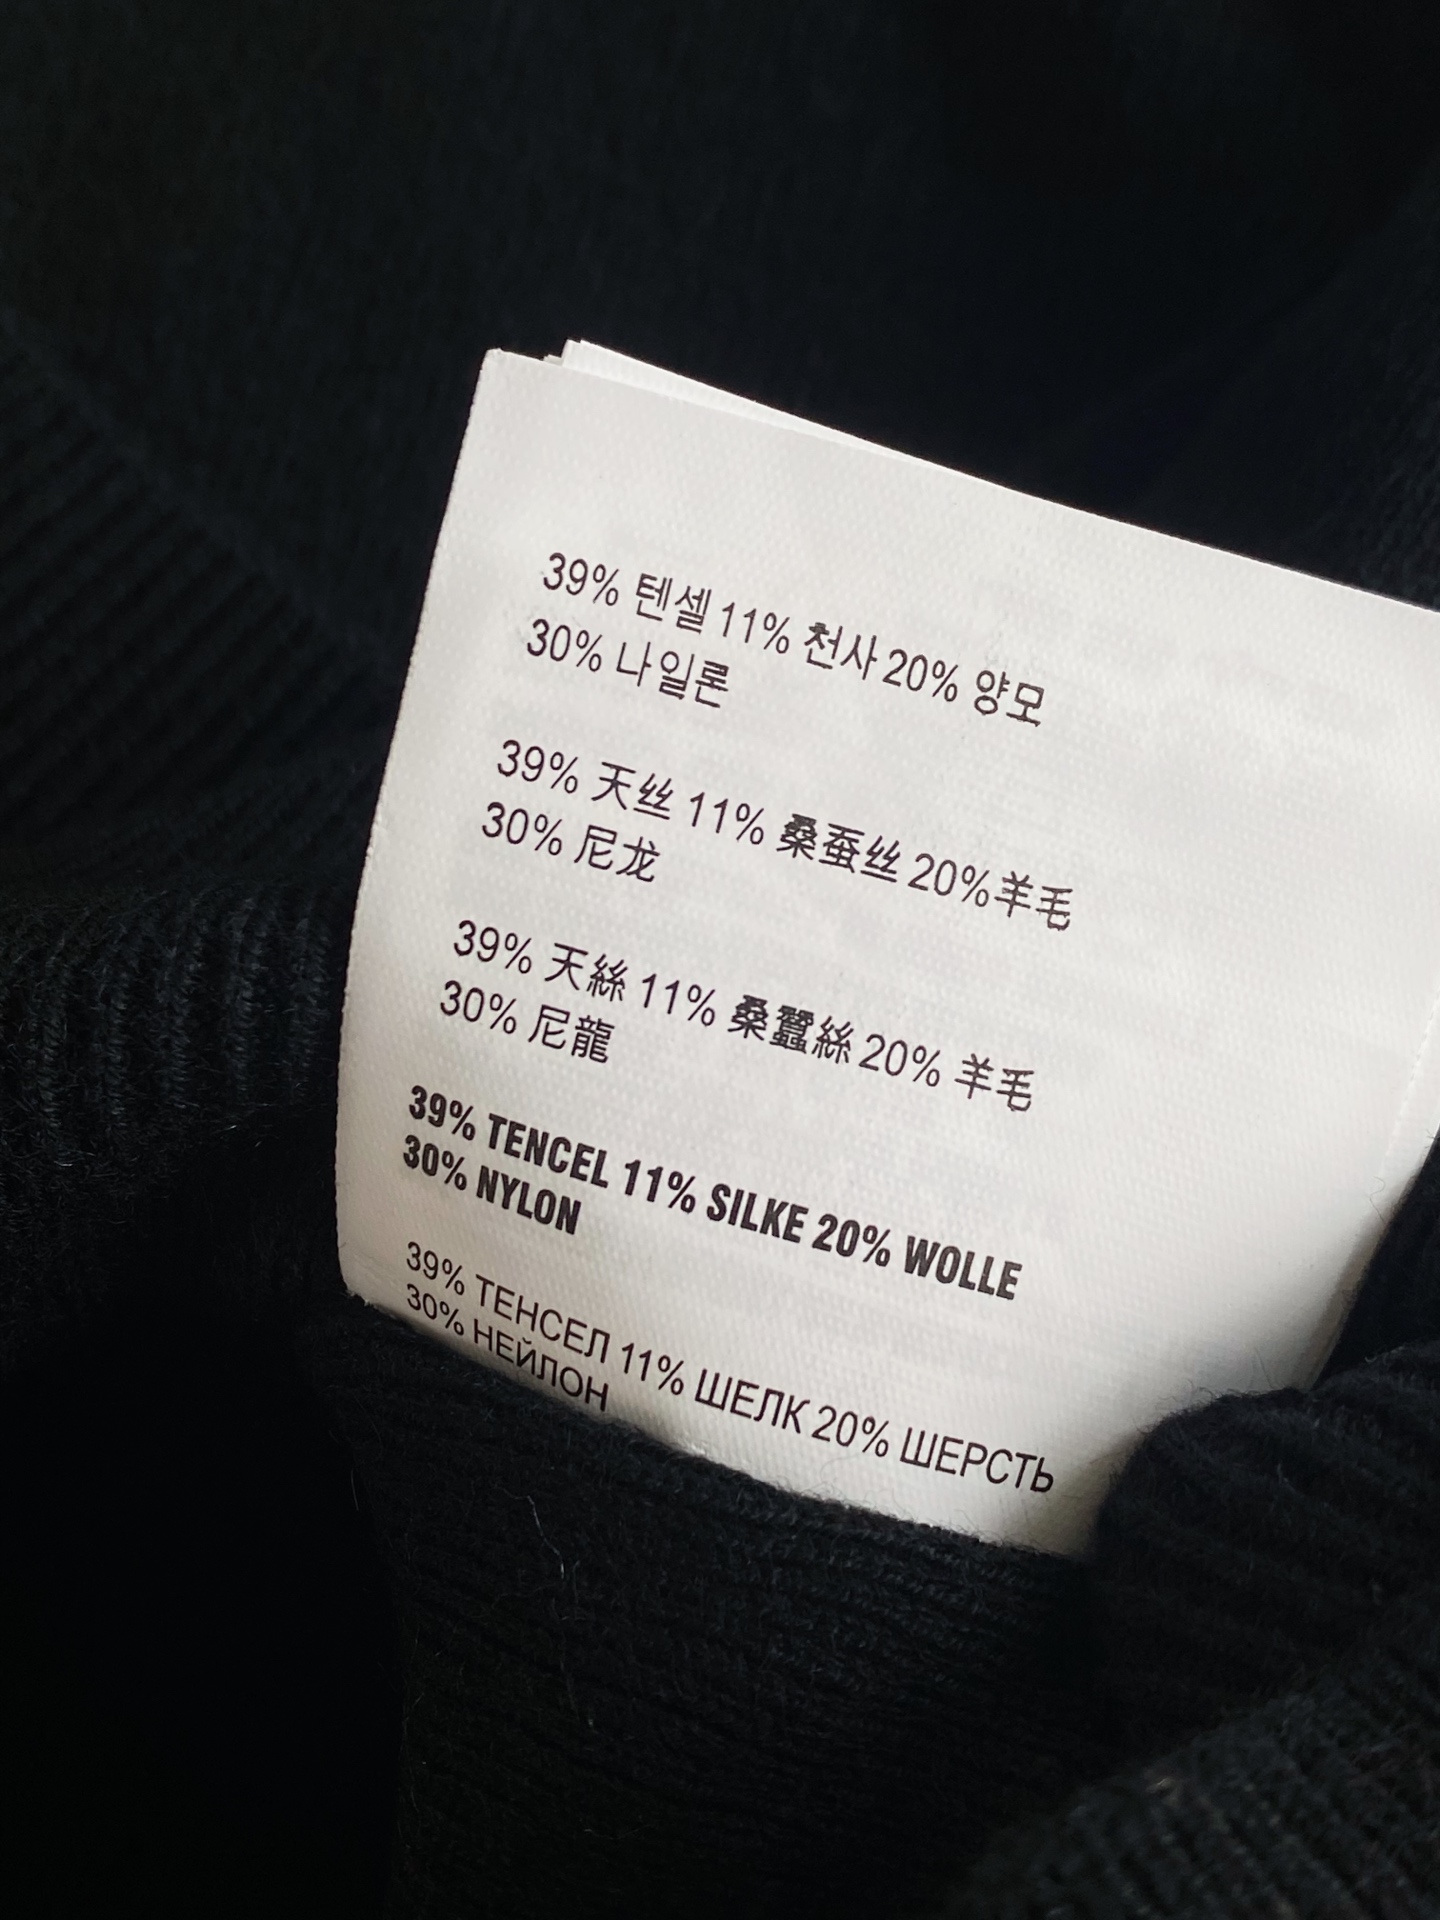 39% 텐셀 11% 천사 20% 양모
30% 나일론
39% 天丝 11% 桑蚕丝 20%羊毛
30% 尼龙
39% 天絲 11% 桑蠶絲 20% 羊毛
30% 尼龍
39% TENCEL 11% SILKE 20% WOLLE
30% NYLON
39% ТЕНСЕЛ 11% ШЕЛК 20% ШЕРСТЬ
30% НЕЙЛОН